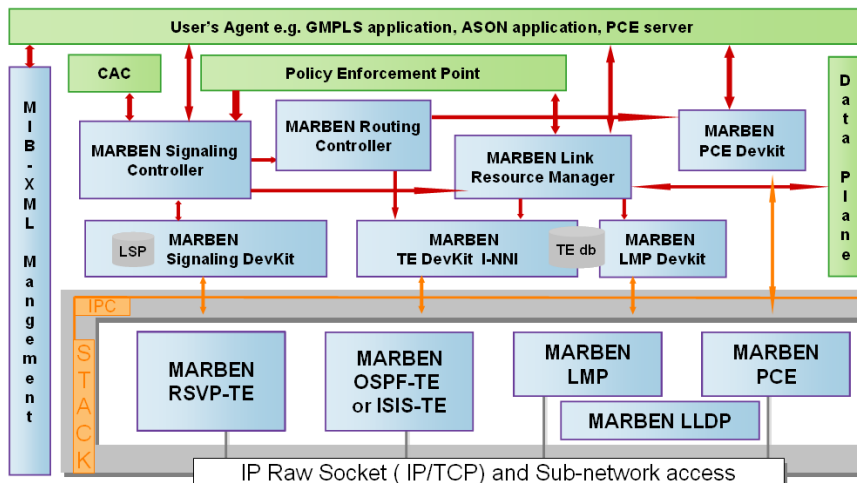 User's Agent e.g. GMPLS application, ASON application, PCE server
CAC
Policy Enforcement Point
MIB-XML Mangement
MARBEN Signaling
Controller
MARBEN Routing
Controller
MARBEN Link
Resource Manager
MARBEN
PCE Devkit
Data Plane
LSP
MARBEN
Signaling DevKit
MARBEN
TE DevKit I-NNI
TE db
MARBEN
LMP Devkit
IPC
STACK
MARBEN
RSVP-TE
MARBEN
OSPF-TE
or ISIS-TE
MARBEN
LMP
MARBEN
PCE
MARBEN LLDP
IP Raw Socket ( IP/TCP) and Sub-network access